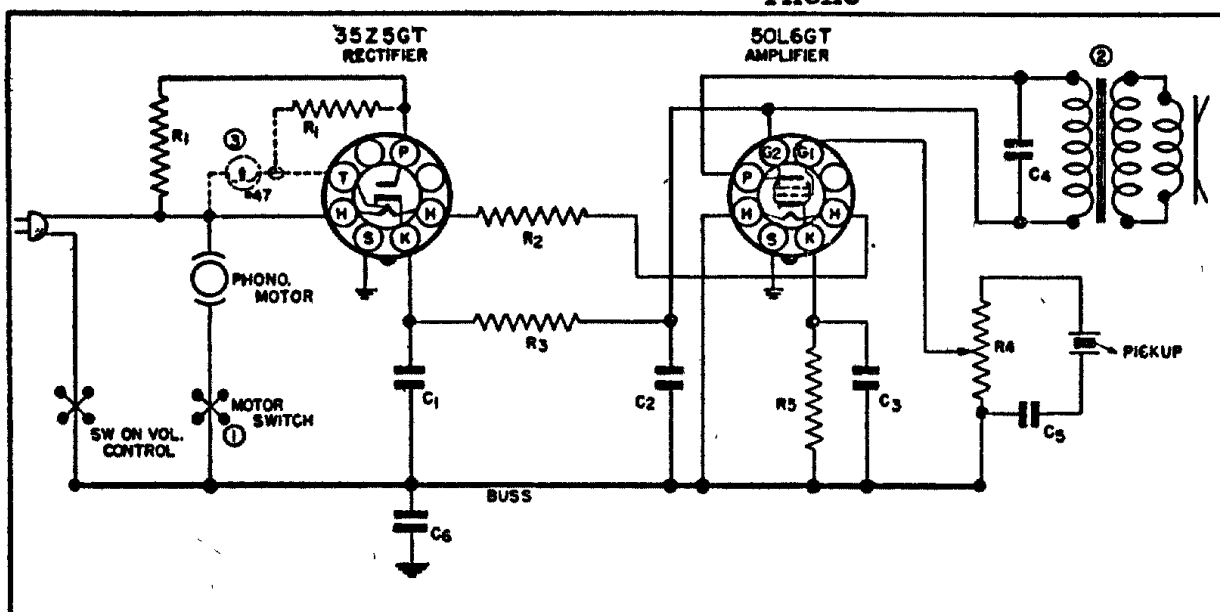 35Z5GT
RECTIFIER
50L6GT
AMPLIFIER
②
R1
R1
③
#47
T
P
H
H
S
K
R2
G2
G1
P
H
H
S
K
C4
PHONO.
MOTOR
R3
R4
PICKUP
C1
C2
R5
C3
C5
SW ON VOL.
CONTROL
MOTOR
SWITCH
①
BUSS
C6